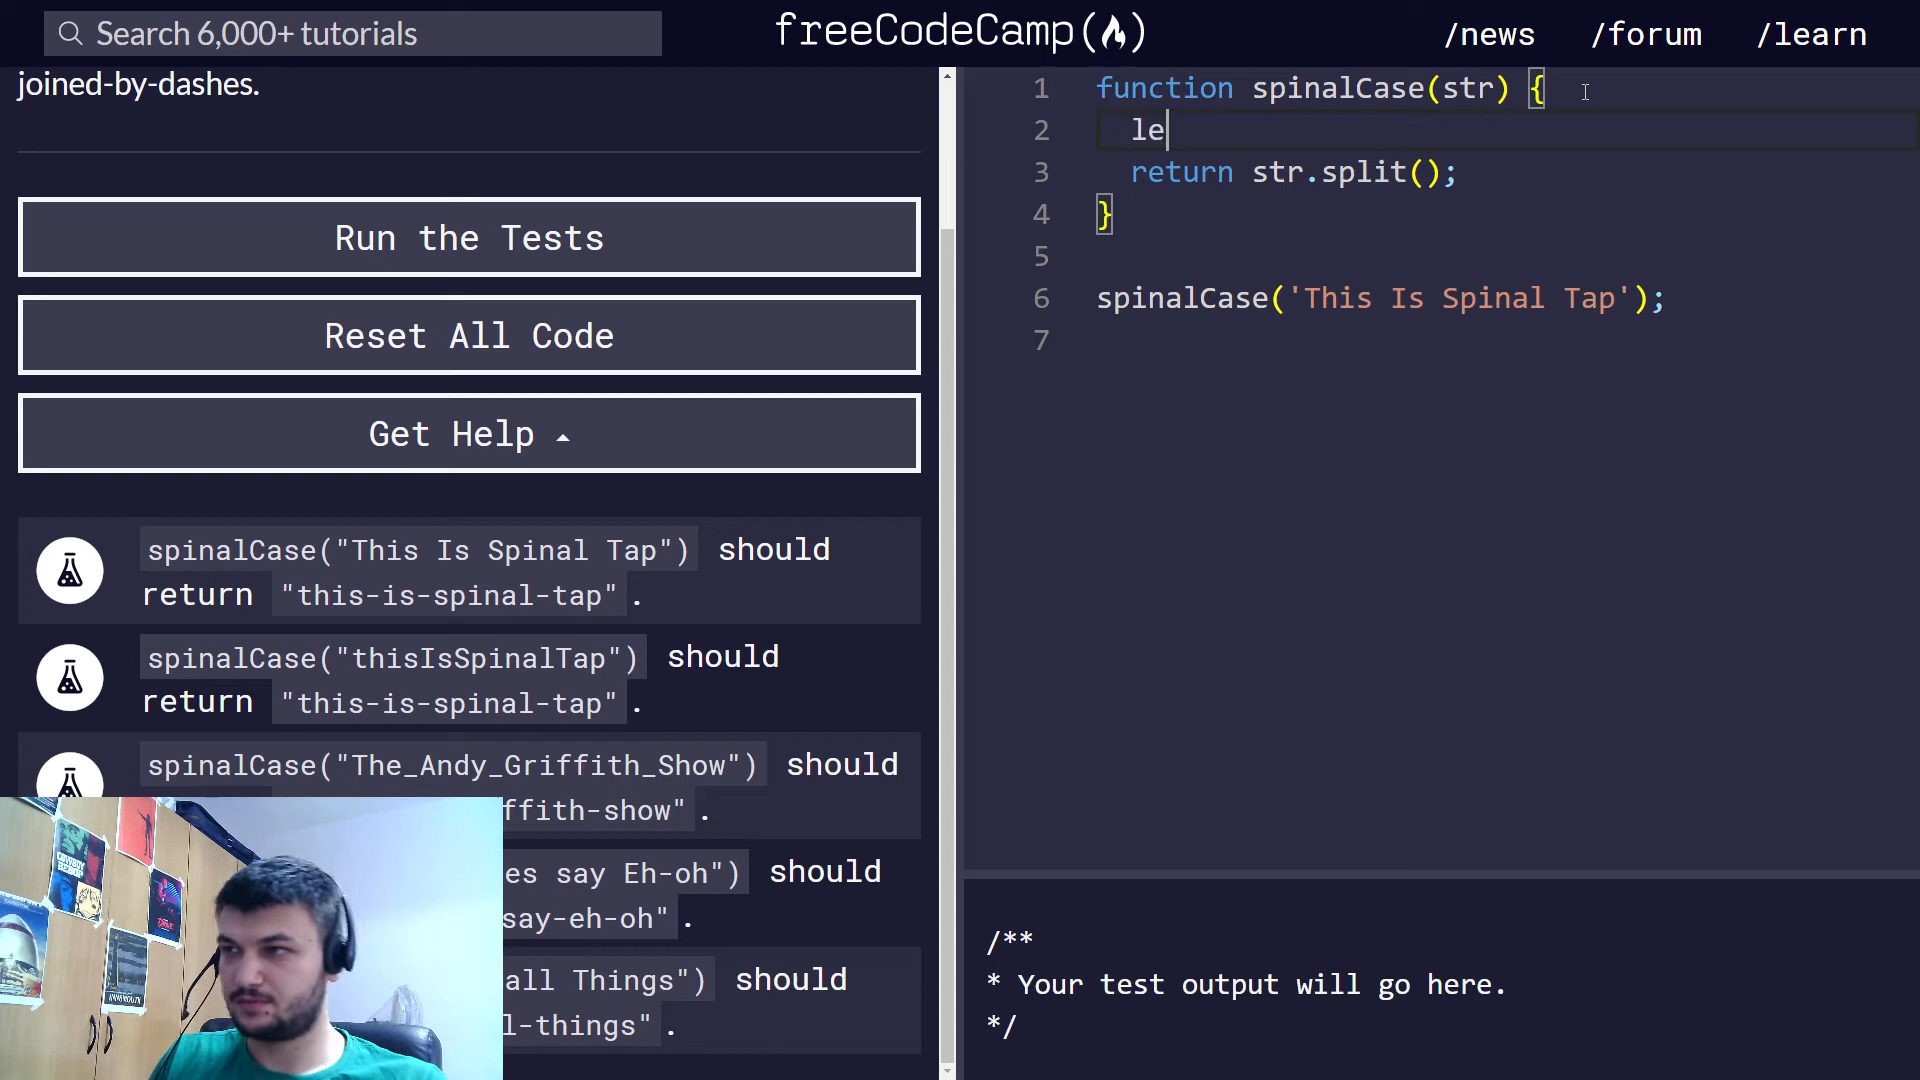 Search 6,000+ tutorials
freeCodeCamp(🔥)
/news
/forum
/learn
joined-by-dashes.
Run the Tests
Reset All Code
Get Help
spinalCase("This Is Spinal Tap") should
return "this-is-spinal-tap".
spinalCase("thisIsSpinalTap") should
return "this-is-spinal-tap".
spinalCase("The_Andy_Griffith_Show") should
ffith-show".
es say Eh-oh") should
say-eh-oh".
all Things") should
l-things".
COWBOY
BEBOP
1 function spinalCase(str) {
2 le
3 return str.split();
4 }
5
6 spinalCase('This Is Spinal Tap');
7
/**
* Your test output will go here.
*/